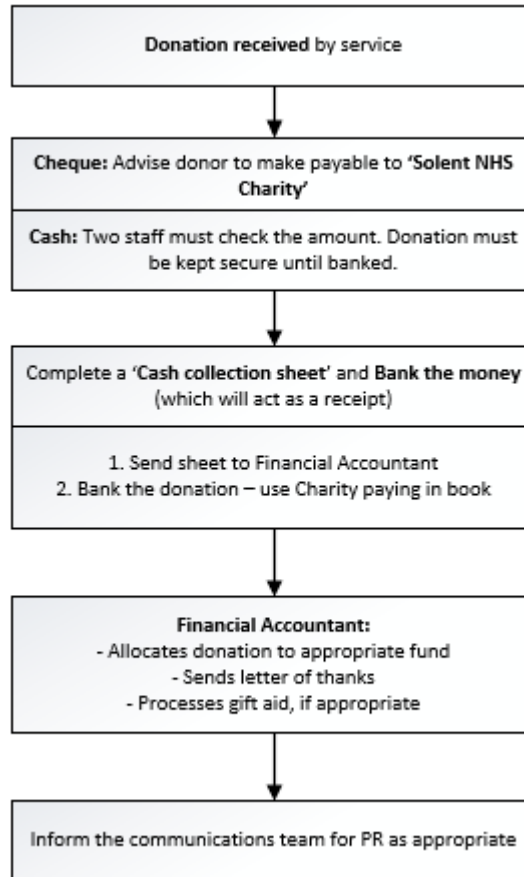 Donation received by service
Cheque: Advise donor to make payable to ‘Solent NHS
Charity’
Cash: Two staff must check the amount. Donation must
be kept secure until banked.
Complete a ‘Cash collection sheet’ and Bank the money
(which will act as a receipt)
1. Send sheet to Financial Accountant
2. Bank the donation – use Charity paying in book
Financial Accountant:
- Allocates donation to appropriate fund
- Sends letter of thanks
- Processes gift aid, if appropriate
Inform the communications team for PR as appropriate